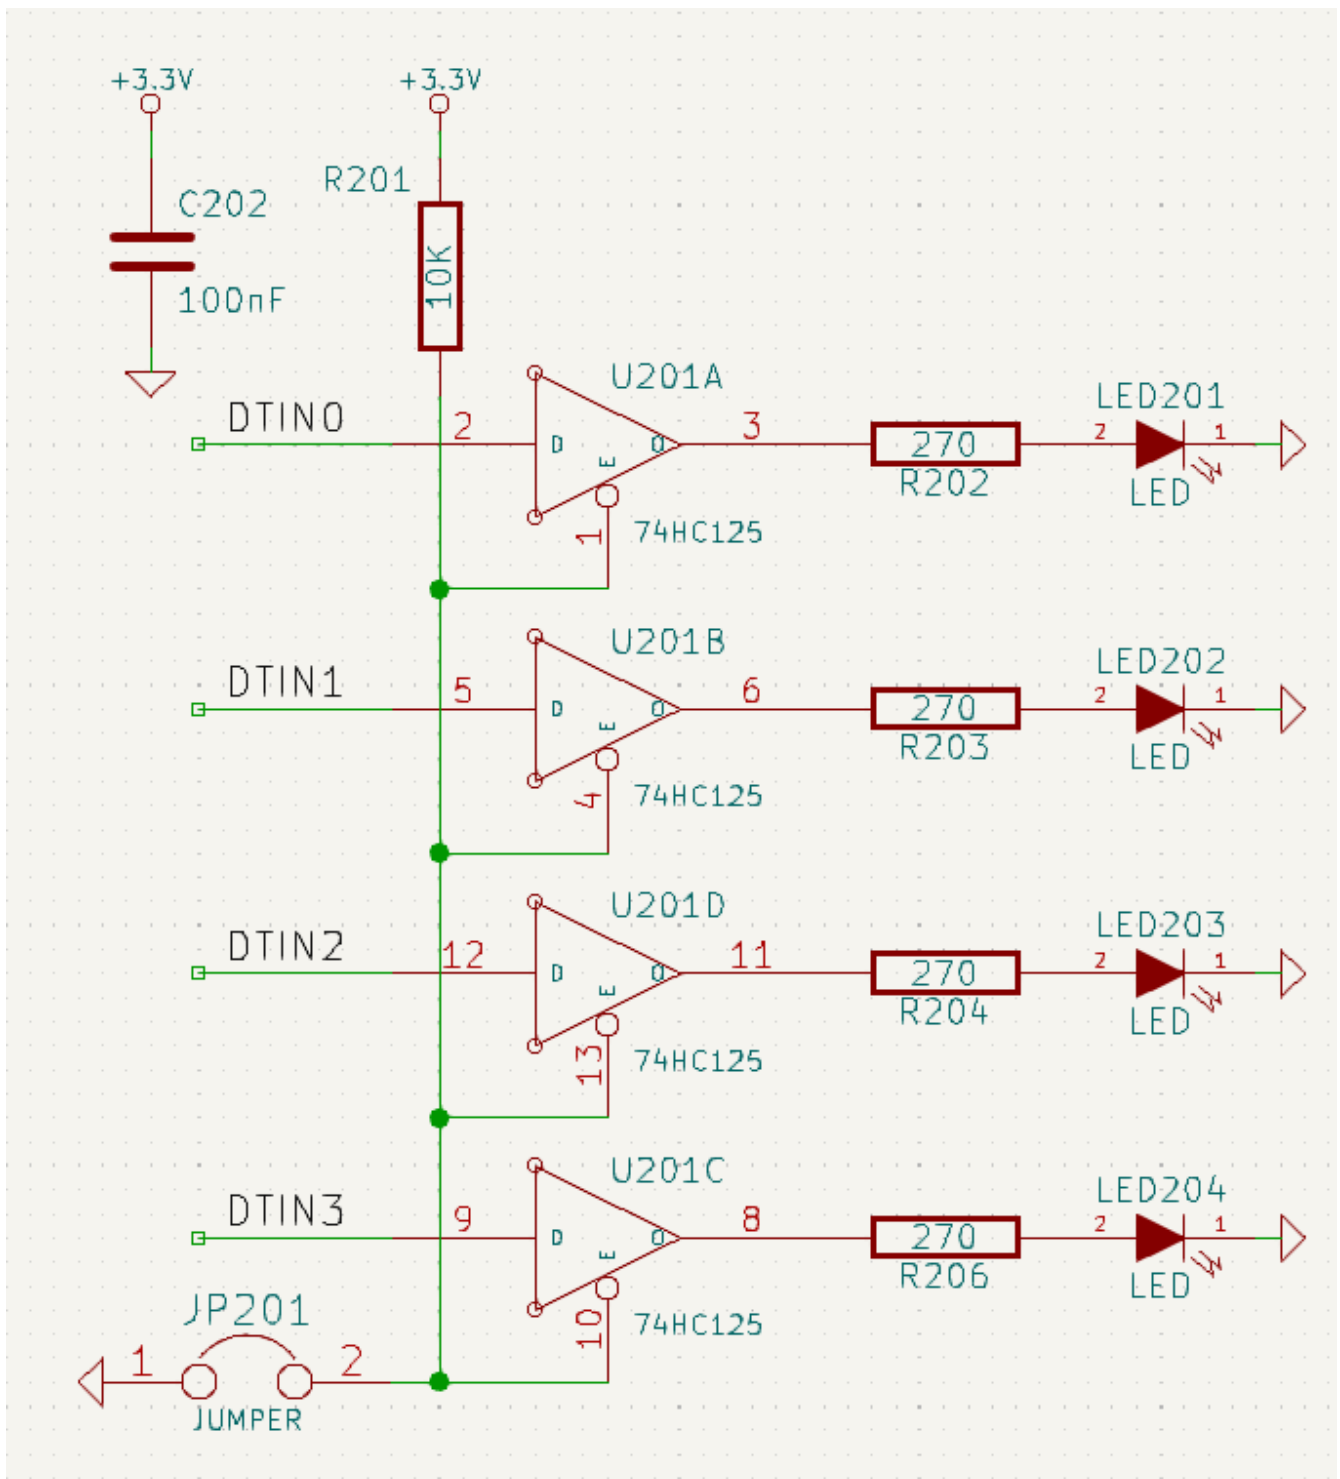 +3.3V
+3.3V
R201
C202
10K
100nF
U201A
DTIN0
2
D
E
O
3
270
R202
LED201
2
1
LED
1
74HC125
U201B
DTIN1
5
D
E
O
6
270
R203
LED202
2
1
LED
4
74HC125
U201D
DTIN2
12
D
E
O
11
270
R204
LED203
2
1
LED
13
74HC125
U201C
DTIN3
9
D
E
O
8
270
R206
LED204
2
1
LED
10
74HC125
JP201
1
2
JUMPER